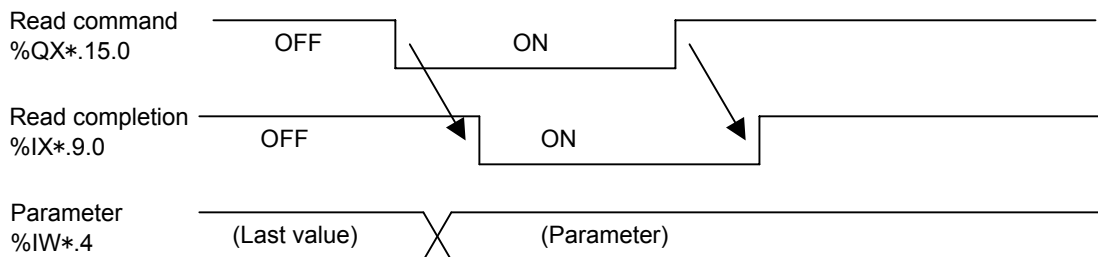 Read command
%QX*.15.0
OFF
ON
Read completion
%IX*.9.0
OFF
ON
Parameter
%IW*.4
(Last value)
(Parameter)